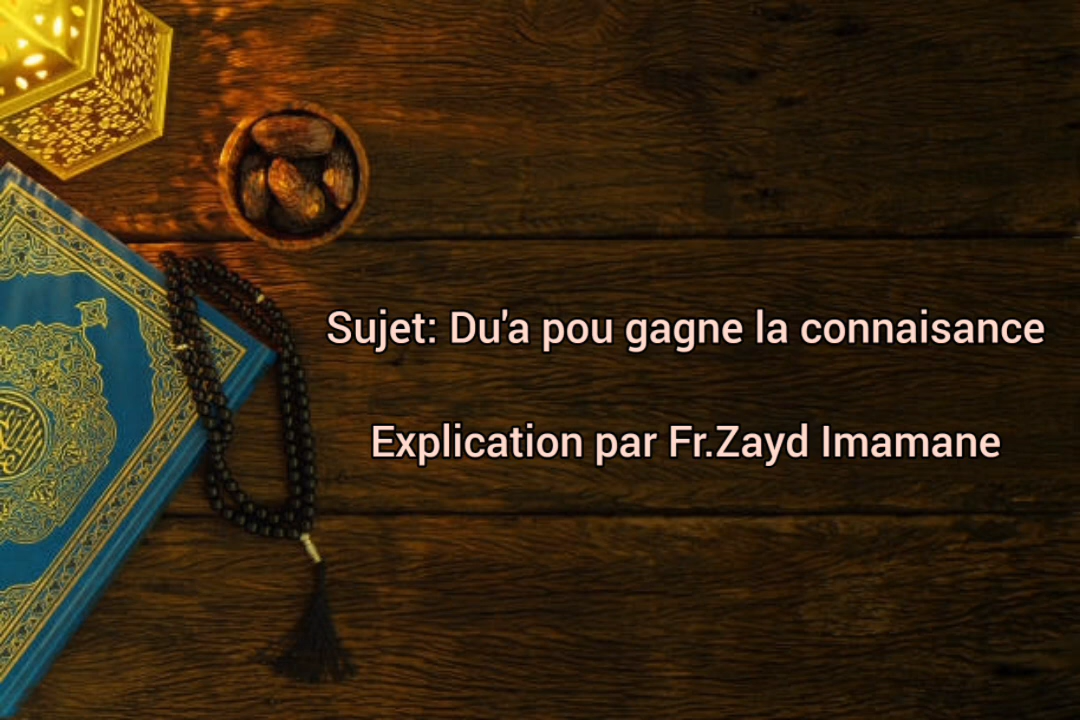 Sujet: Du'a pou gagne la connaisance
Explication par Fr.Zayd Imamane